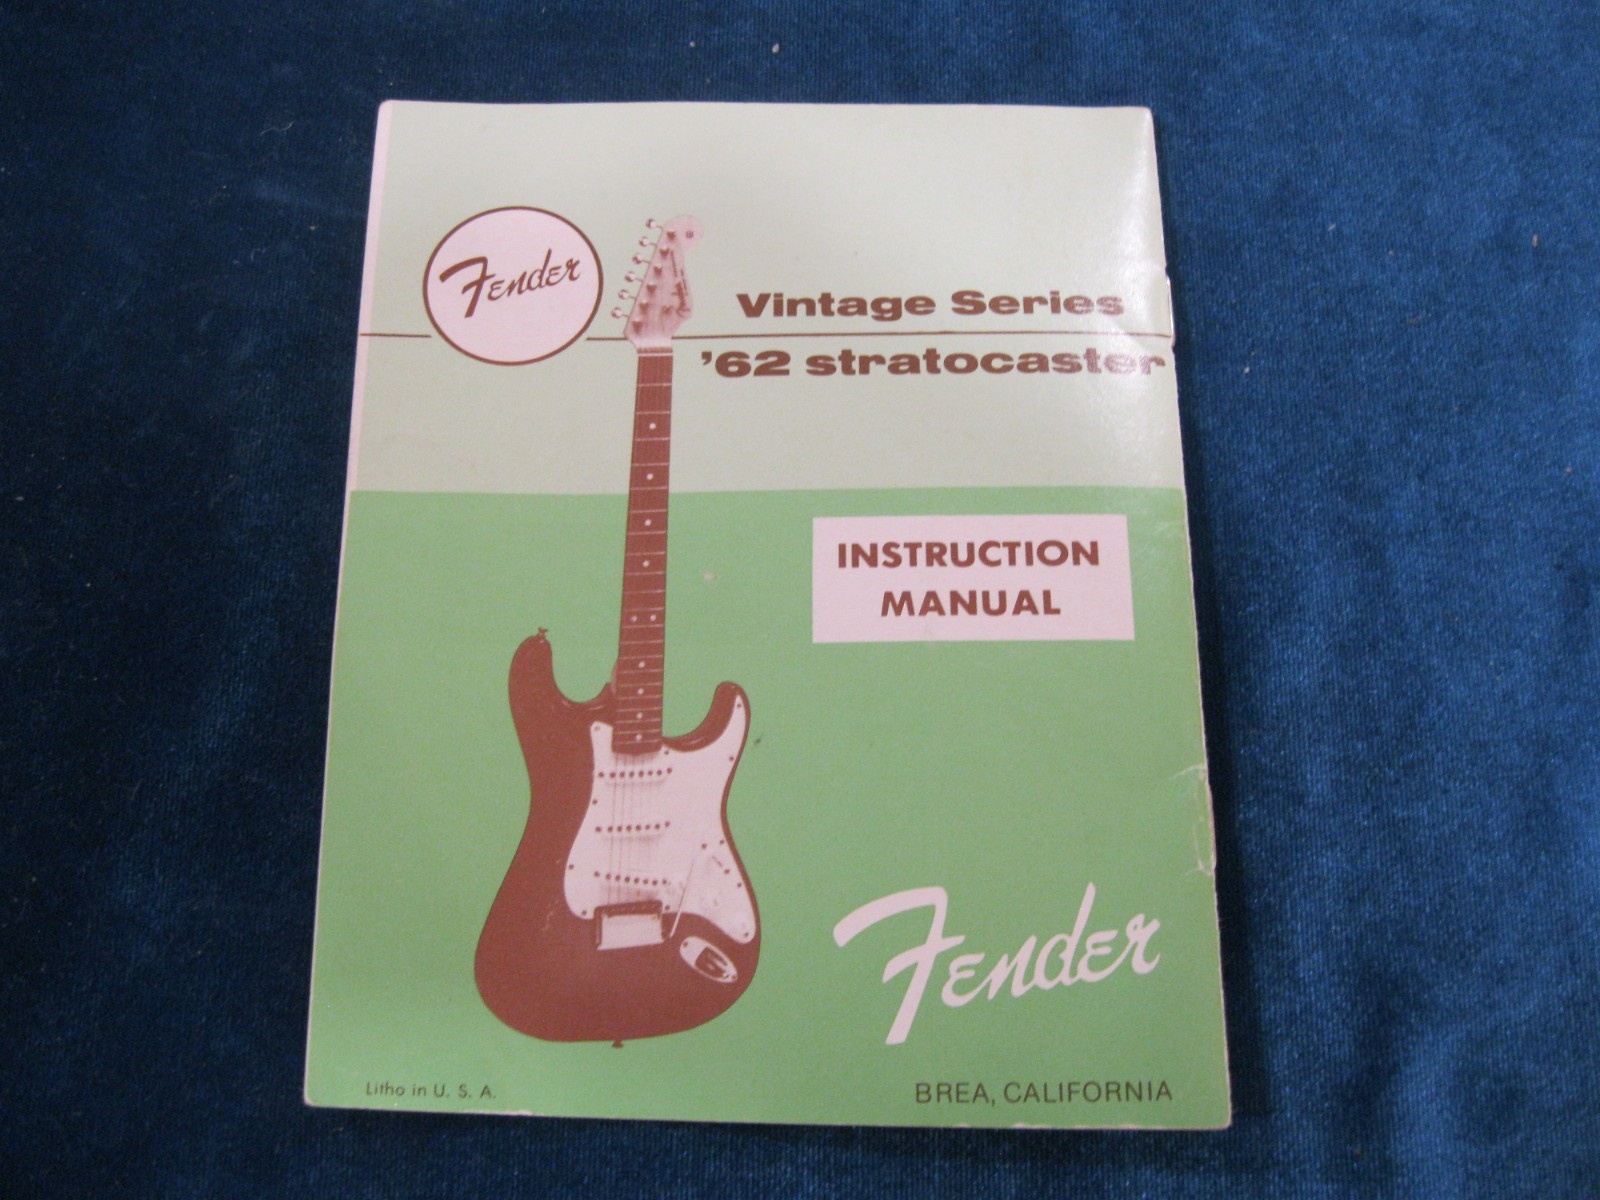 Fender
Vintage Series
'62 stratocaster
INSTRUCTION
MANUAL
Fender
Litho in U. S. A.
BREA, CALIFORNIA